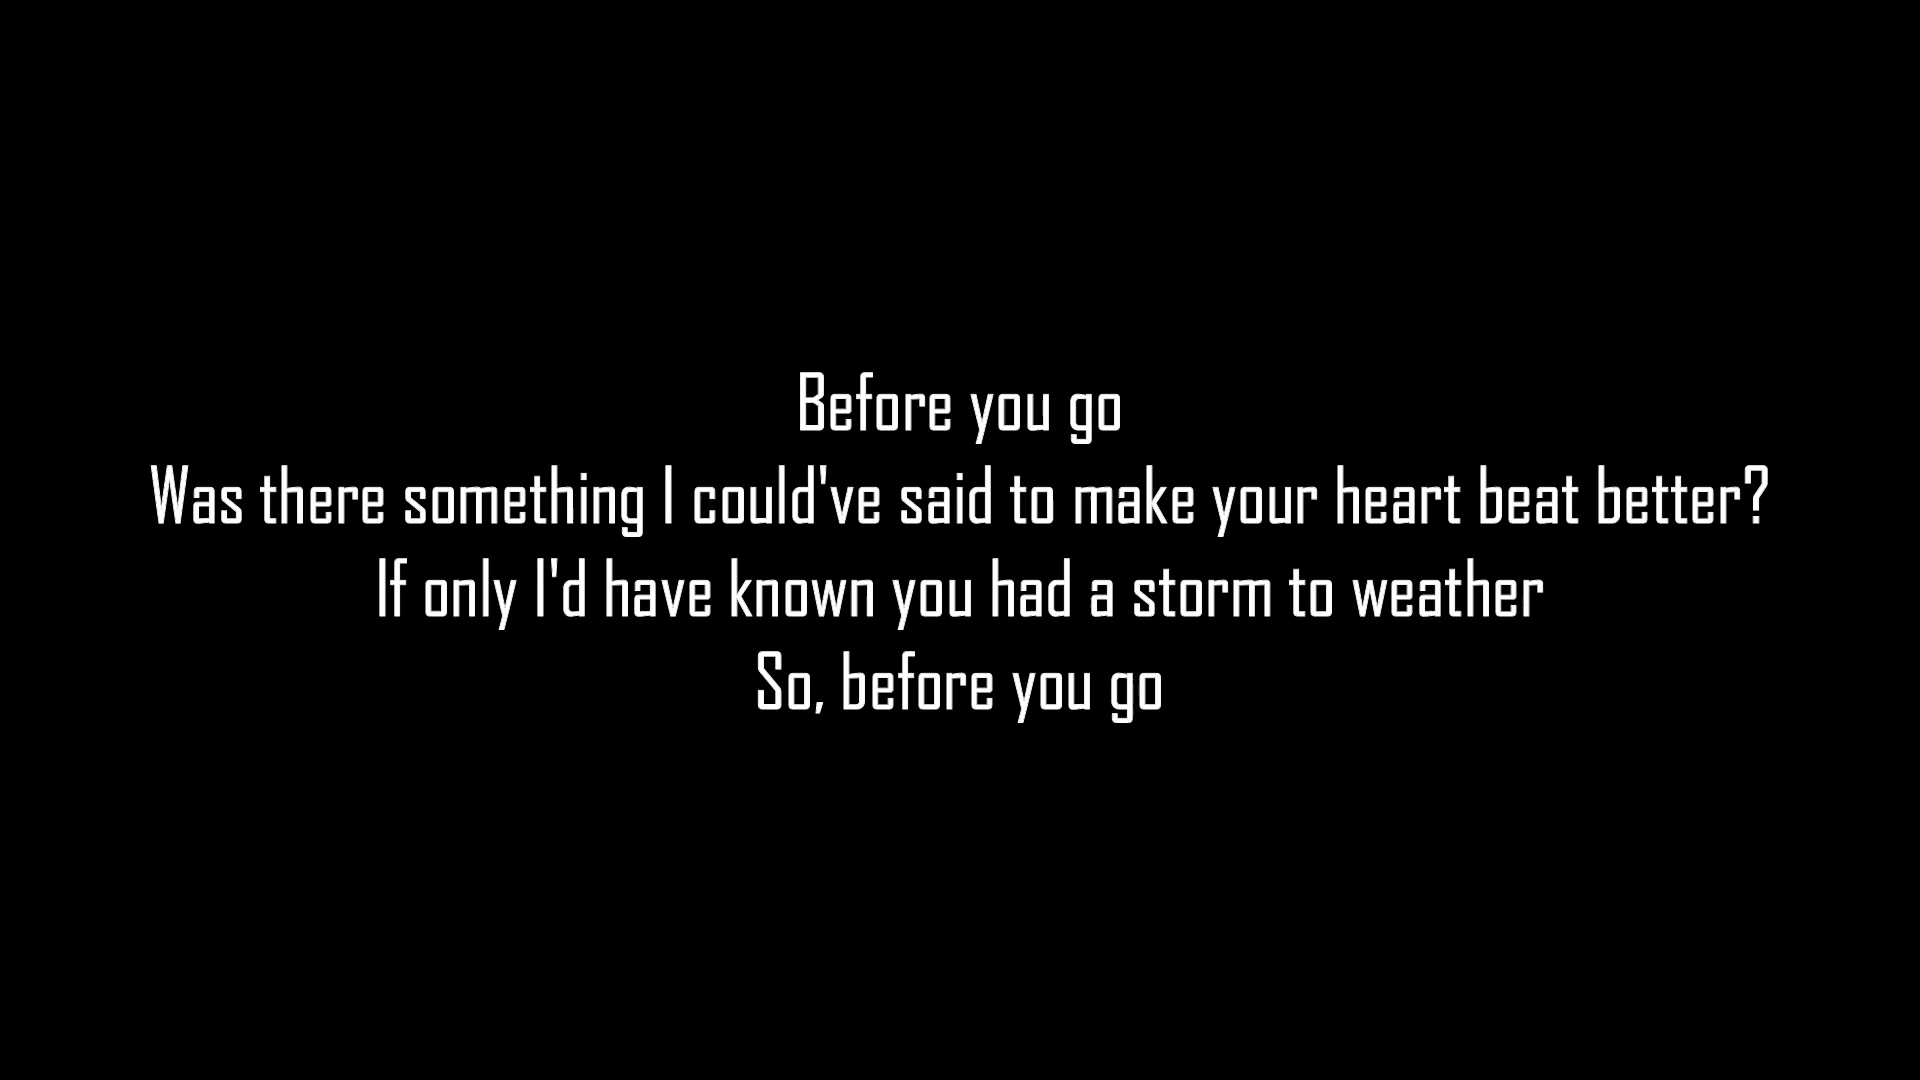 Before you go
Was there something I could've said to make your heart beat better?
If only I'd have known you had a storm to weather
So, before you go